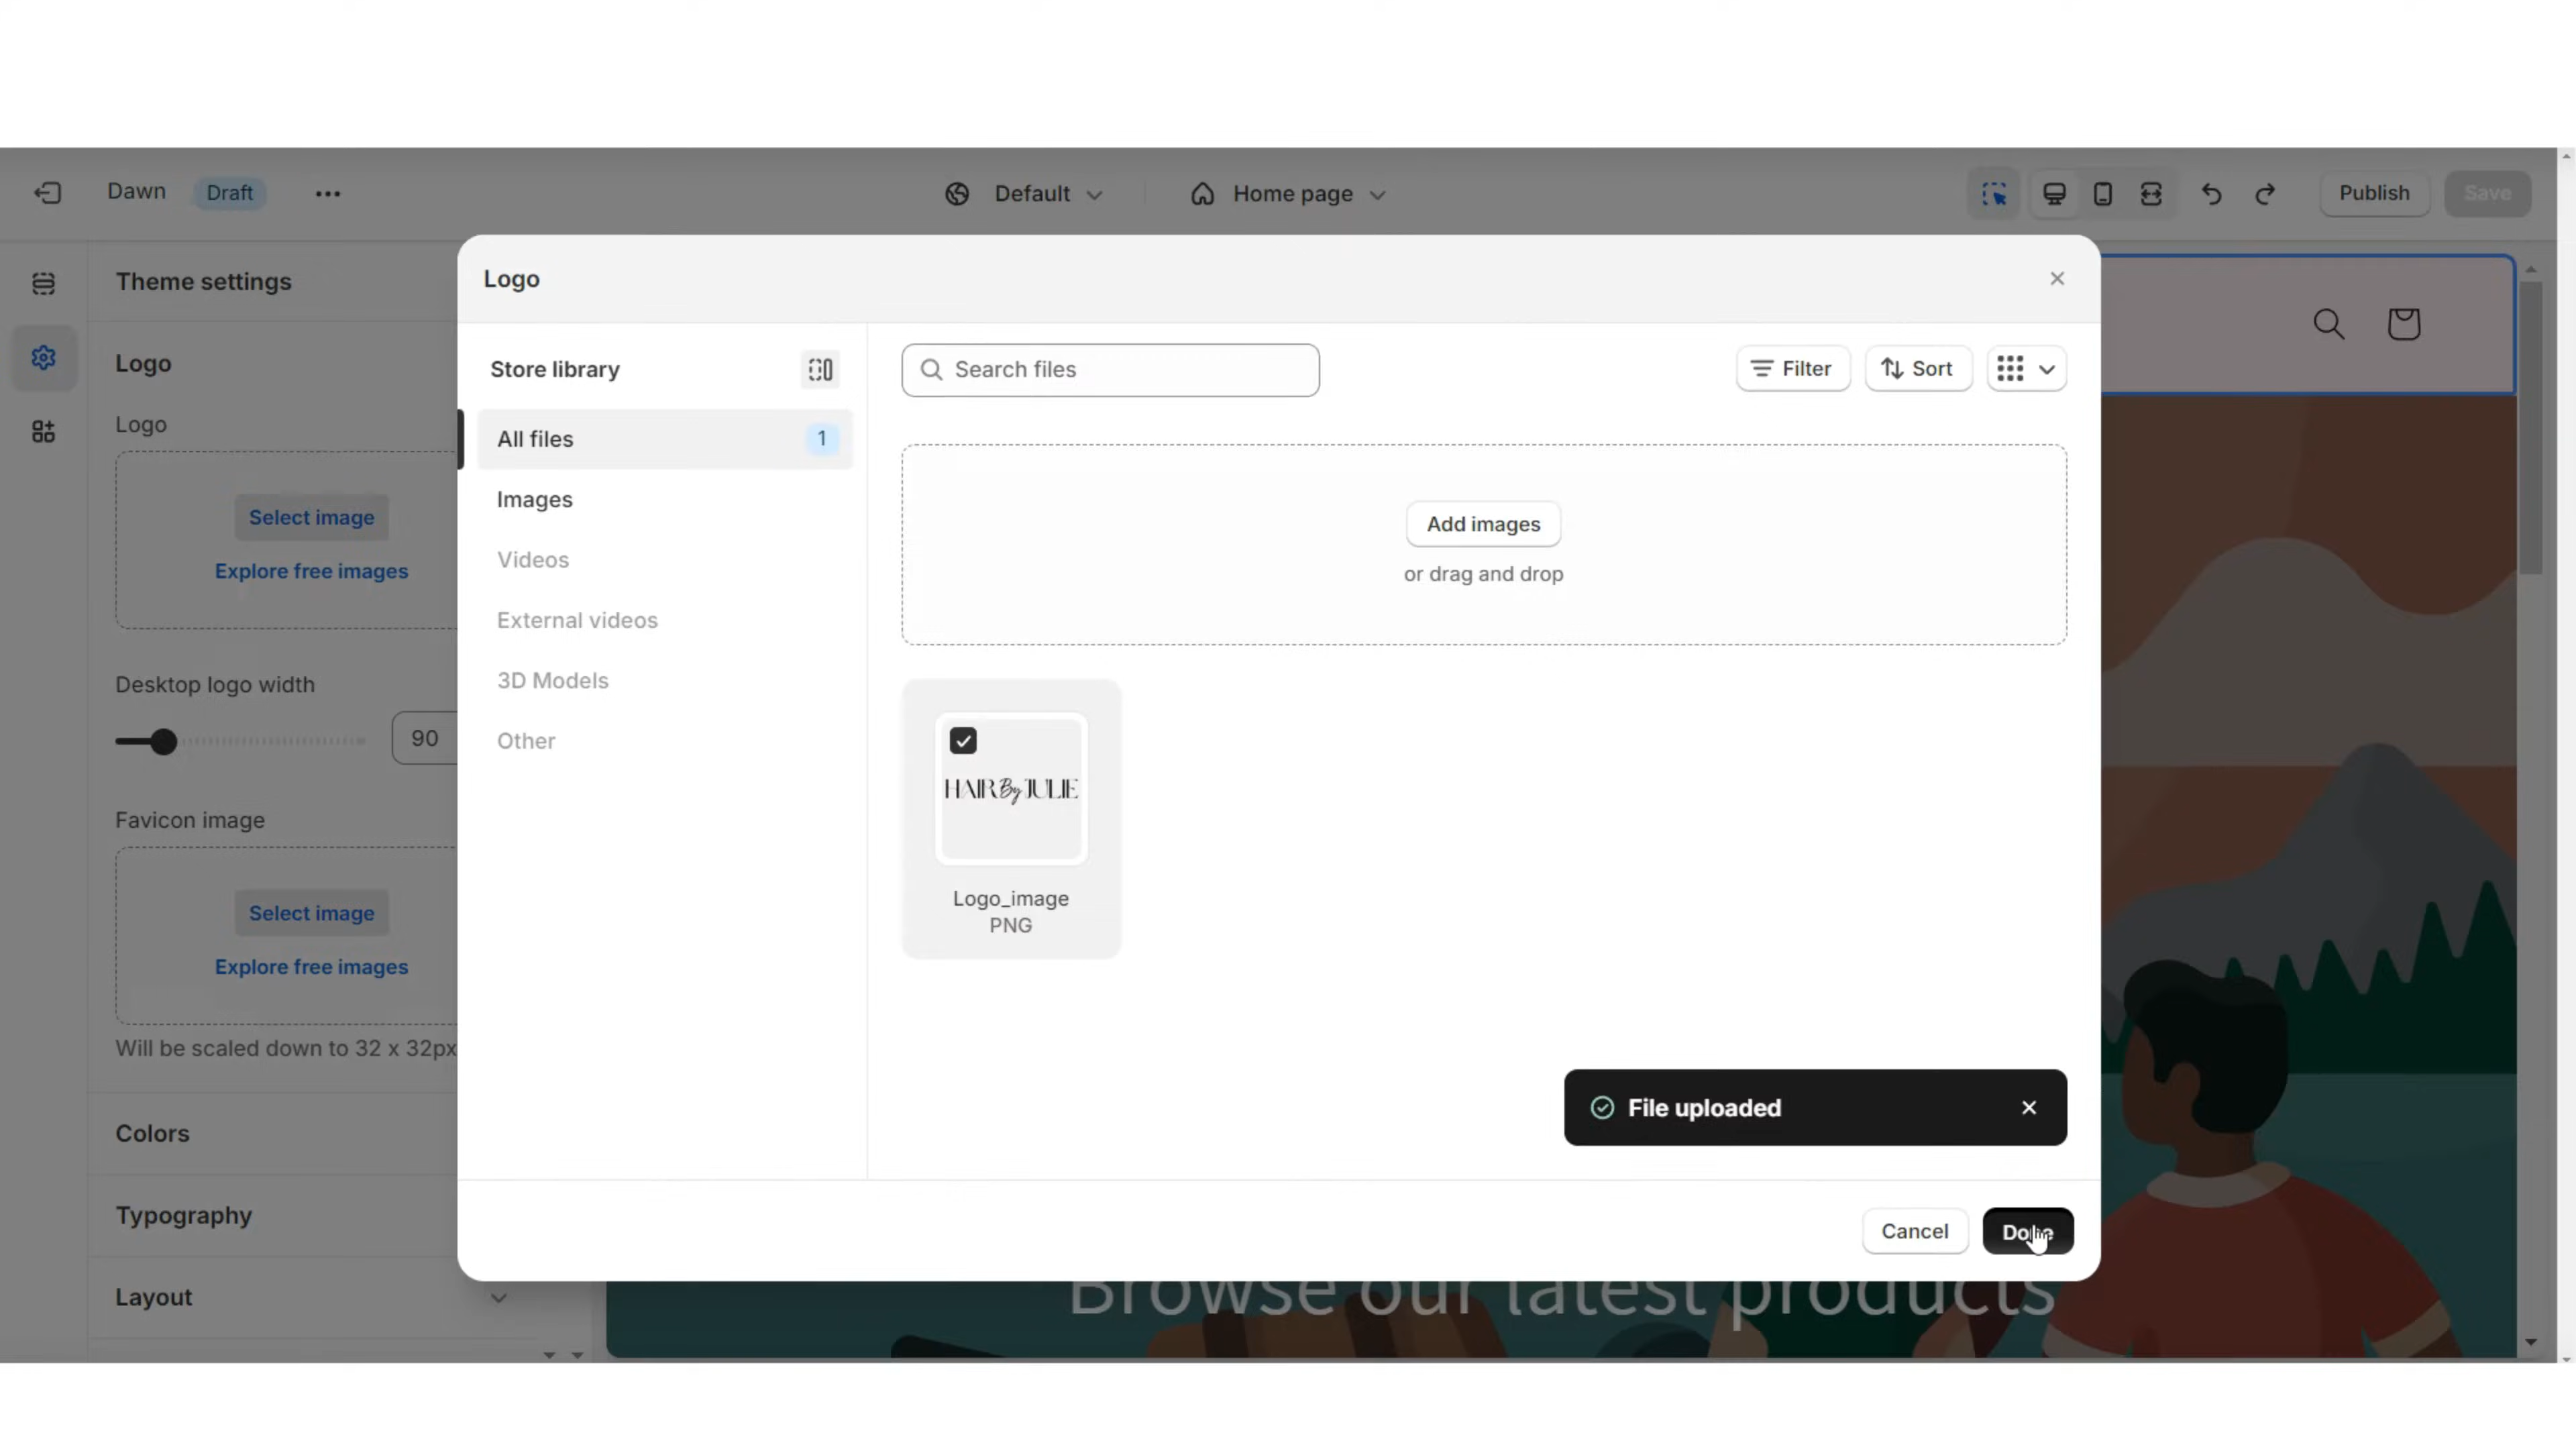 Dawn Draft Default Home page Publish Save
Theme settings
Logo
Logo
Select image
Explore free images
Desktop logo width
90
Favicon image
Select image
Explore free images
Will be scaled down to 32 x 32px
Colors
Typography
Layout
Logo
Store library
All files 1
Images
Videos
External videos
3D Models
Other
Search files
Filter Sort
Add images
or drag and drop
HAIR By JULIE
Logo_image
PNG
File uploaded
Cancel Done
Browse our latest products